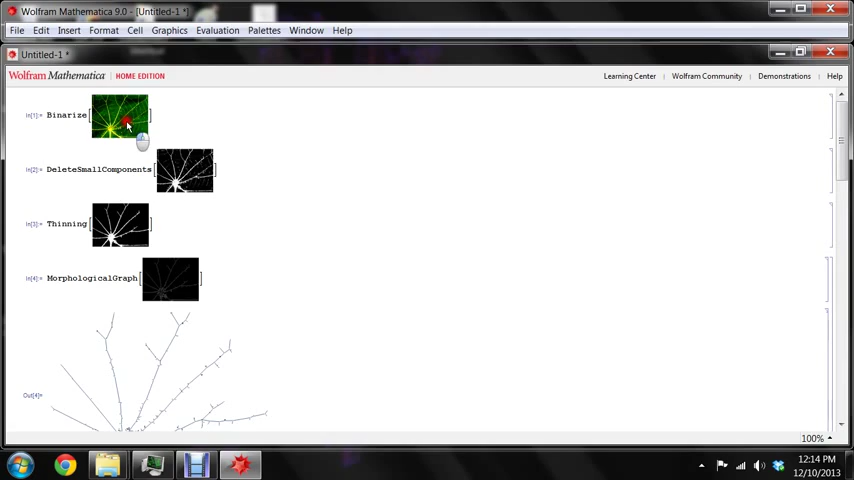 Wolfram Mathematica 9.0 - [Untitled-1 *]
File Edit Insert Format Cell Graphics Evaluation Palettes Window Help
Untitled-1 *
Wolfram Mathematica | HOME EDITION Learning Center | Wolfram Community | Demonstrations | Help
In[1]:= Binarize[ ]
In[2]:= DeleteSmallComponents[ ]
In[3]:= Thinning[ ]
In[4]:= MorphologicalGraph[ ]
Out[4]=
100%
12:14 PM
12/10/2013